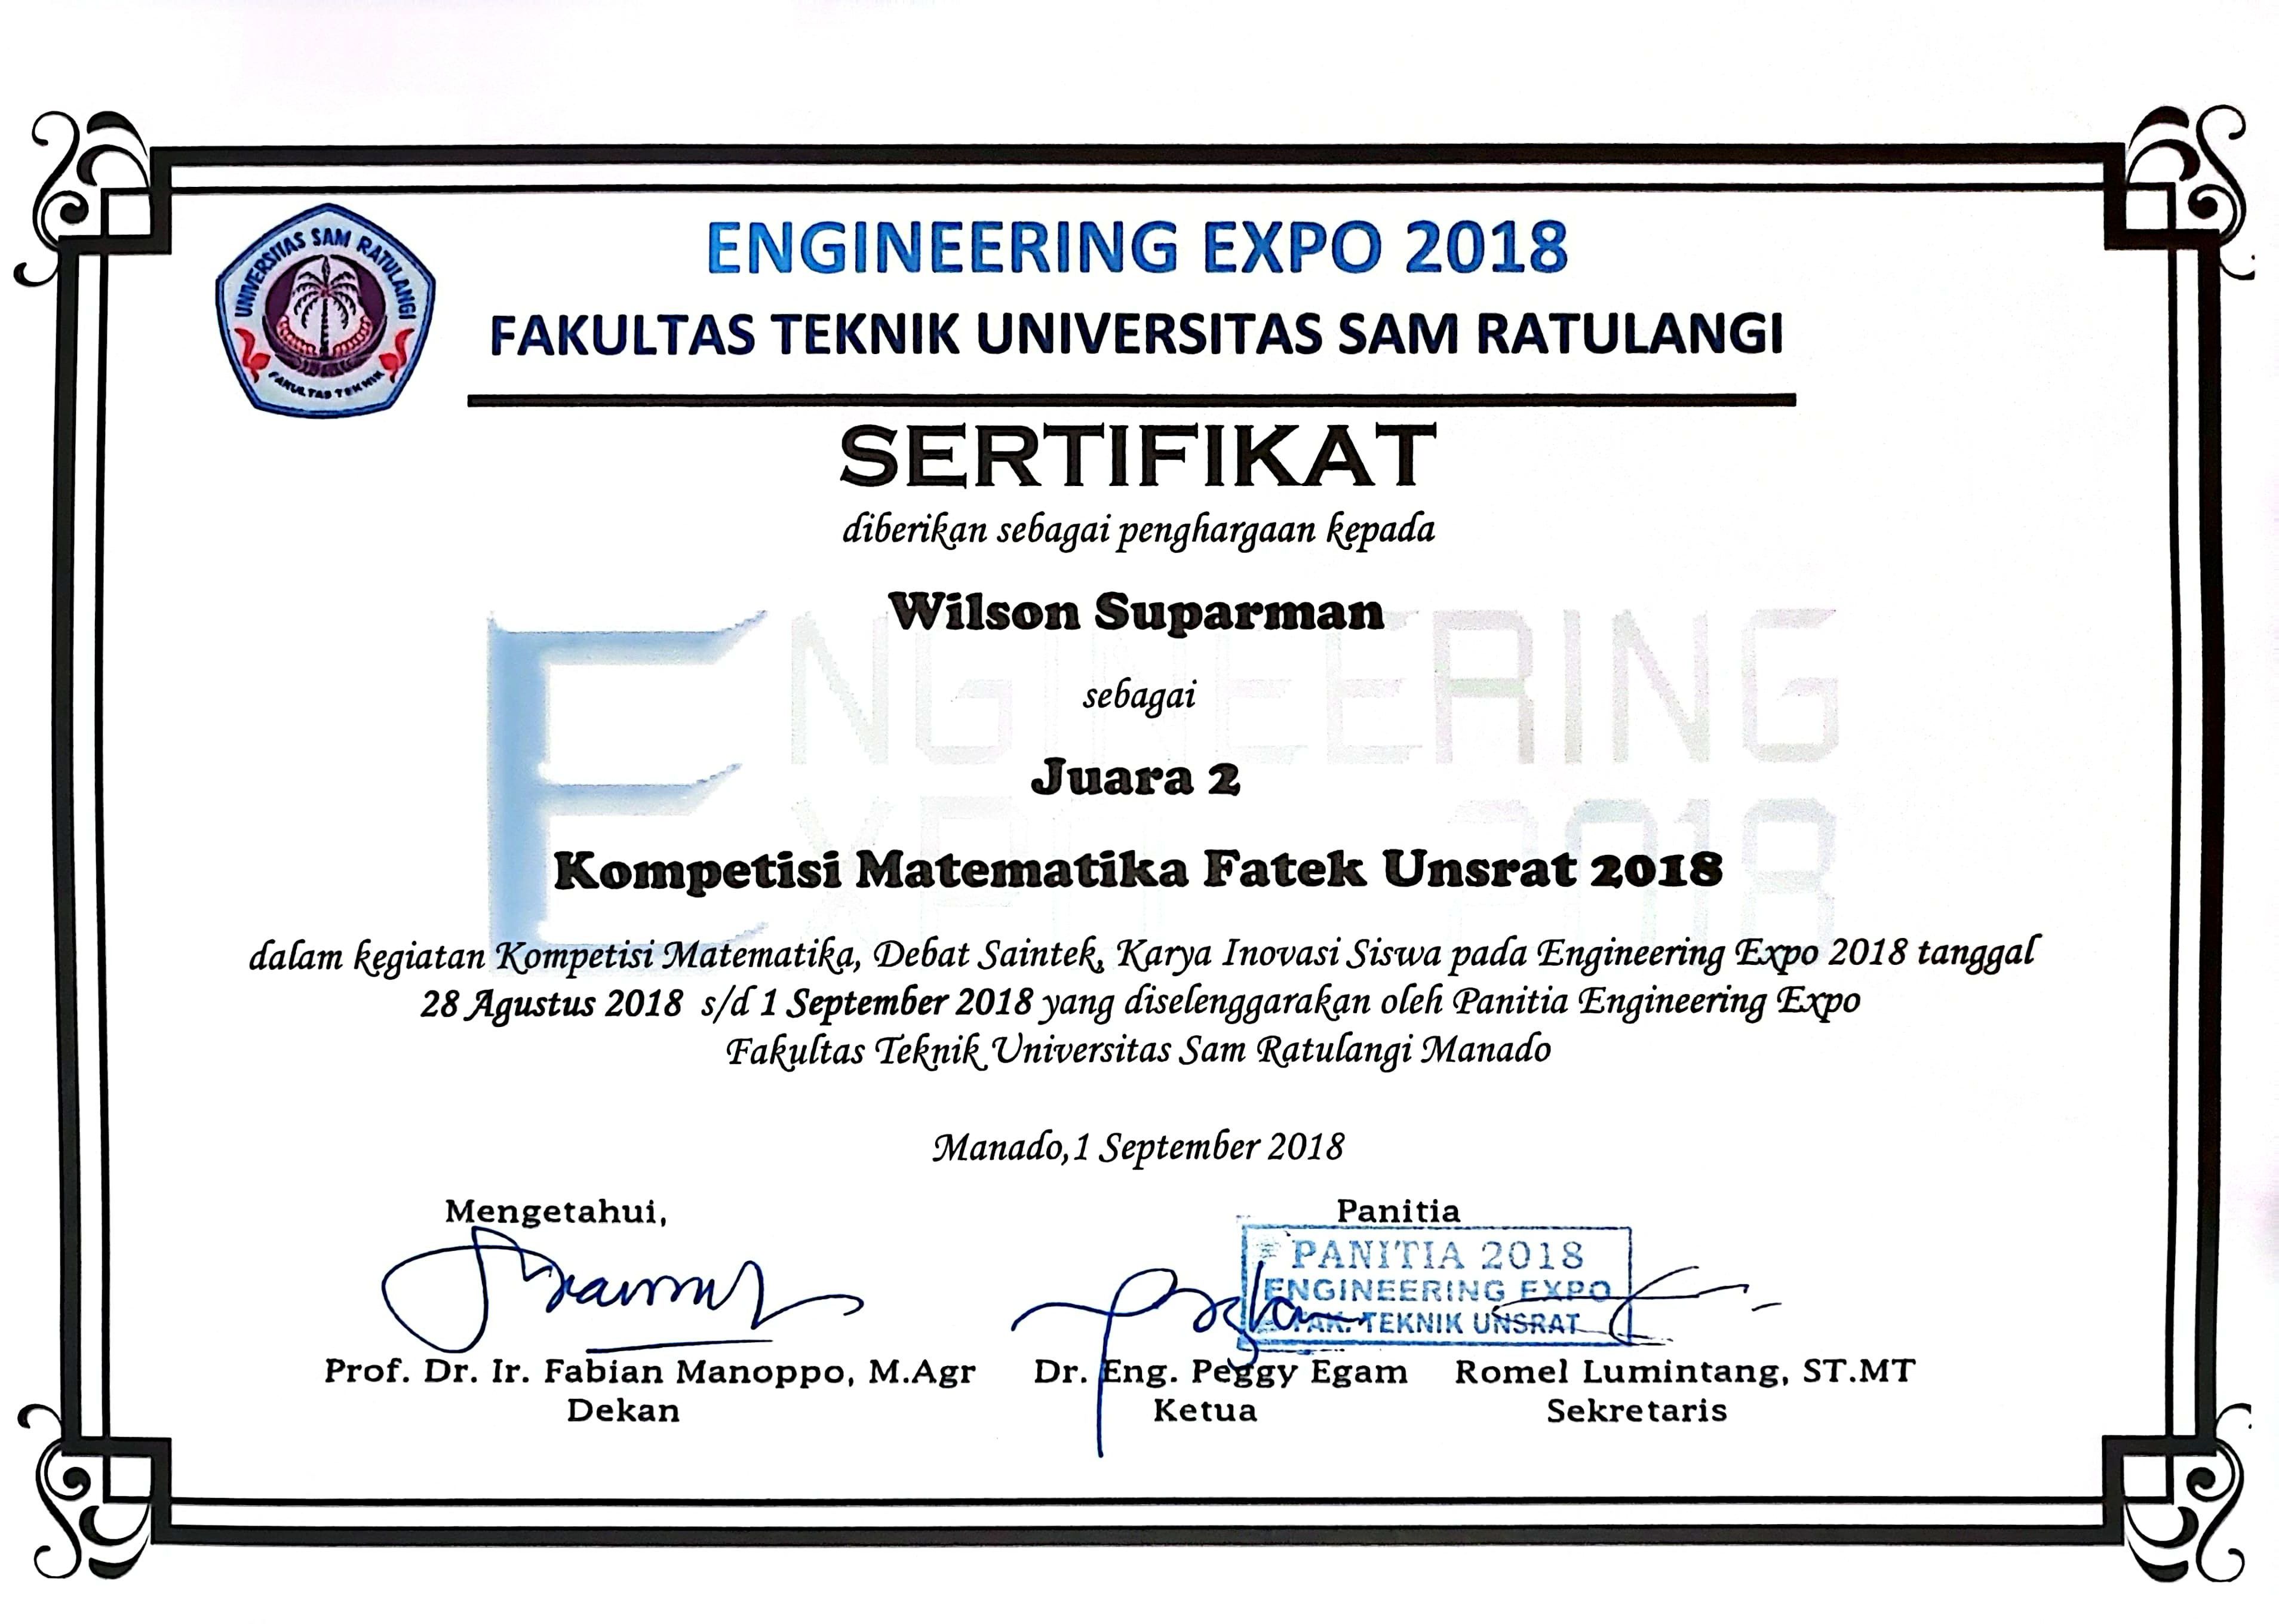 UNIVERSITAS SAM RATULANGI
FAKULTAS TEKNIK
ENGINEERING EXPO 2018
FAKULTAS TEKNIK UNIVERSITAS SAM RATULANGI
SERTIFIKAT
diberikan sebagai penghargaan kepada
Wilson Suparman
sebagai
Juara 2
Kompetisi Matematika Fatek Unsrat 2018
ENGINEERING
EXPO 2018
dalam kegiatan Kompetisi Matematika, Debat Saintek, Karya Inovasi Siswa pada Engineering Expo 2018 tanggal
28 Agustus 2018 s/d 1 September 2018 yang diselenggarakan oleh Panitia Engineering Expo
Fakultas Teknik Universitas Sam Ratulangi Manado
Manado,1 September 2018
Mengetahui,
Panitia
PANITIA 2018
ENGINEERING EXPO
FAK. TEKNIK UNSRAT
Prof. Dr. Ir. Fabian Manoppo, M.Agr
Dekan
Dr. Eng. Peggy Egam
Ketua
Romel Lumintang, ST.MT
Sekretaris